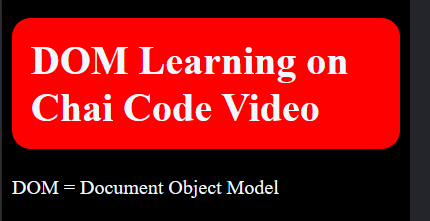 DOM Learning on
Chai Code Video
DOM = Document Object Model